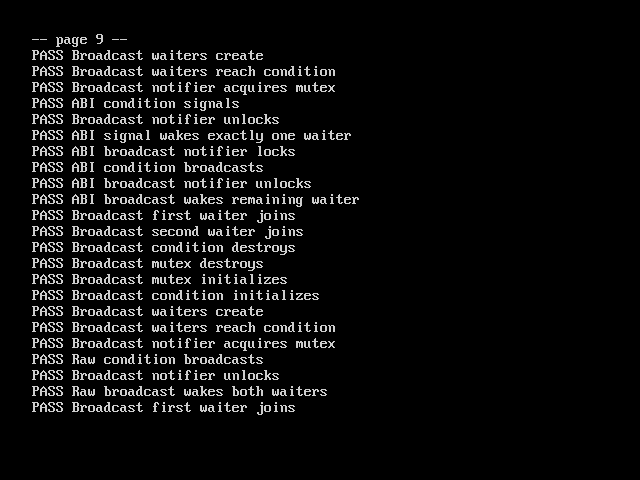 -- page 9 --
PASS Broadcast waiters create
PASS Broadcast waiters reach condition
PASS Broadcast notifier acquires mutex
PASS ABI condition signals
PASS Broadcast notifier unlocks
PASS ABI signal wakes exactly one waiter
PASS ABI broadcast notifier locks
PASS ABI condition broadcasts
PASS ABI broadcast notifier unlocks
PASS ABI broadcast wakes remaining waiter
PASS Broadcast first waiter joins
PASS Broadcast second waiter joins
PASS Broadcast condition destroys
PASS Broadcast mutex destroys
PASS Broadcast mutex initializes
PASS Broadcast condition initializes
PASS Broadcast waiters create
PASS Broadcast waiters reach condition
PASS Broadcast notifier acquires mutex
PASS Raw condition broadcasts
PASS Broadcast notifier unlocks
PASS Raw broadcast wakes both waiters
PASS Broadcast first waiter joins